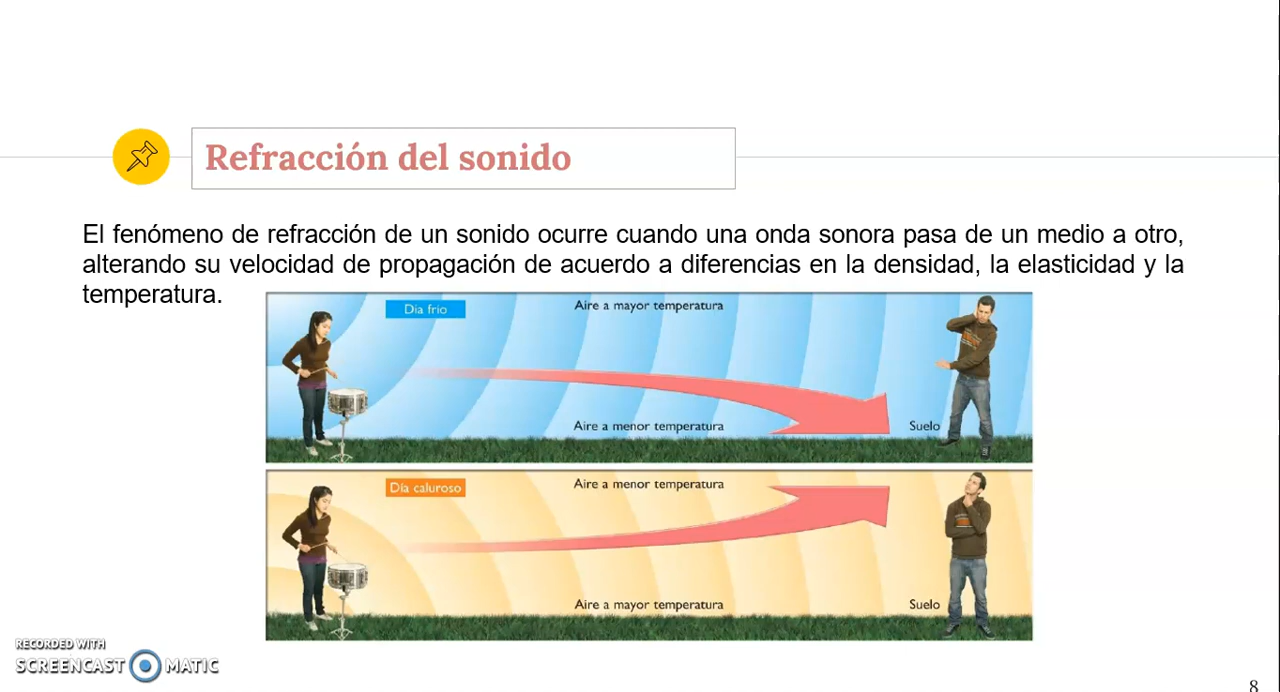 Refracción del sonido
El fenómeno de refracción de un sonido ocurre cuando una onda sonora pasa de un medio a otro,
alterando su velocidad de propagación de acuerdo a diferencias en la densidad, la elasticidad y la
temperatura.
Día frio
Aire a mayor temperatura
Aire a menor temperatura
Suelo
Día caluroso
Aire a menor temperatura
Aire a mayor temperatura
Suelo
RECORDED WITH
SCREENCAST MATIC
8